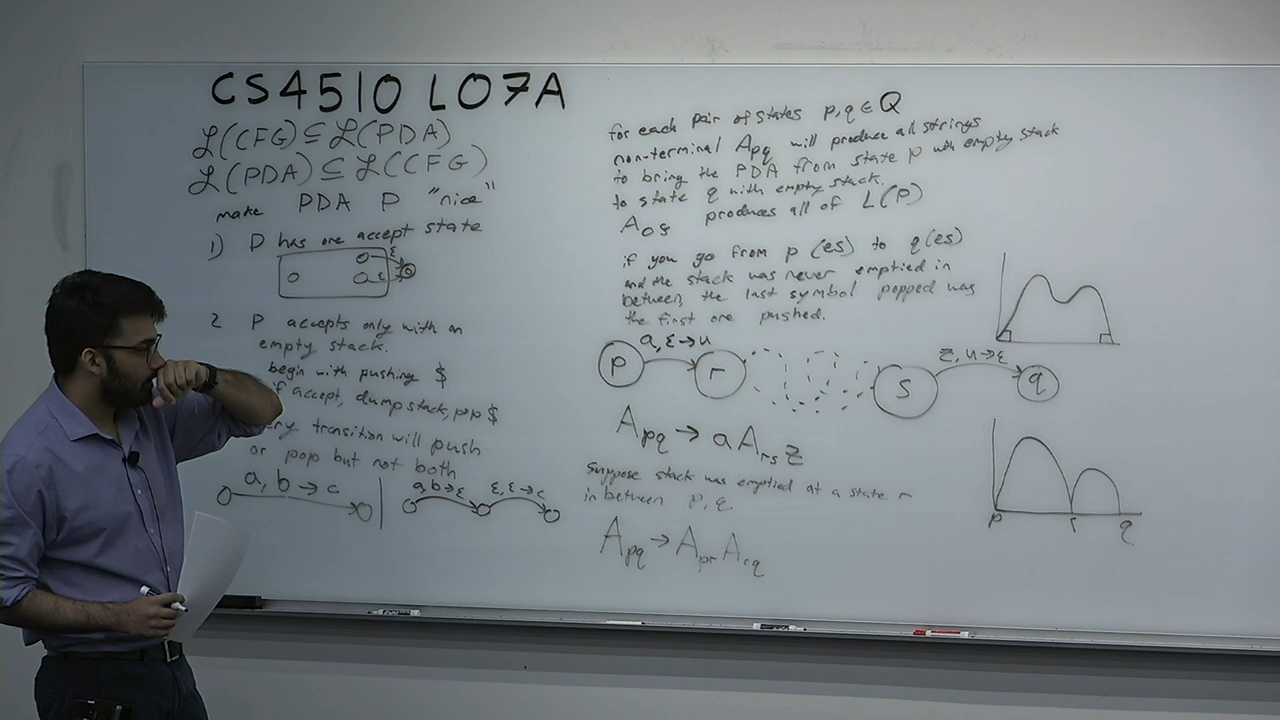 CS4510 L07A
ℒ(CFG)⊆ℒ(PDA)
ℒ(PDA)⊆ℒ(CFG)
make PDA P "nice"
1) P has one accept state
ε
ε
2 P accepts only with an
empty stack.
begin with pushing $
if accept, dump stack, pop $
transition will push
or pop but not both
a, b → c
a, b → ε
ε, ε → c
for each pair of states p,q ∈ Q
non-terminal Apq will produce all strings
to bring the PDA from state p with empty stack
to state q with empty stack.
produces all of L(P)
if you go from p (es) to q (es)
and the stack was never emptied in
between, the last symbol popped was
the first one pushed.
p
a, ε → u
r
s
z, u → ε
q
Apq → a Ars z
Suppose stack was emptied at a state r
in between p, q
Apq → Apr Arq
p r q